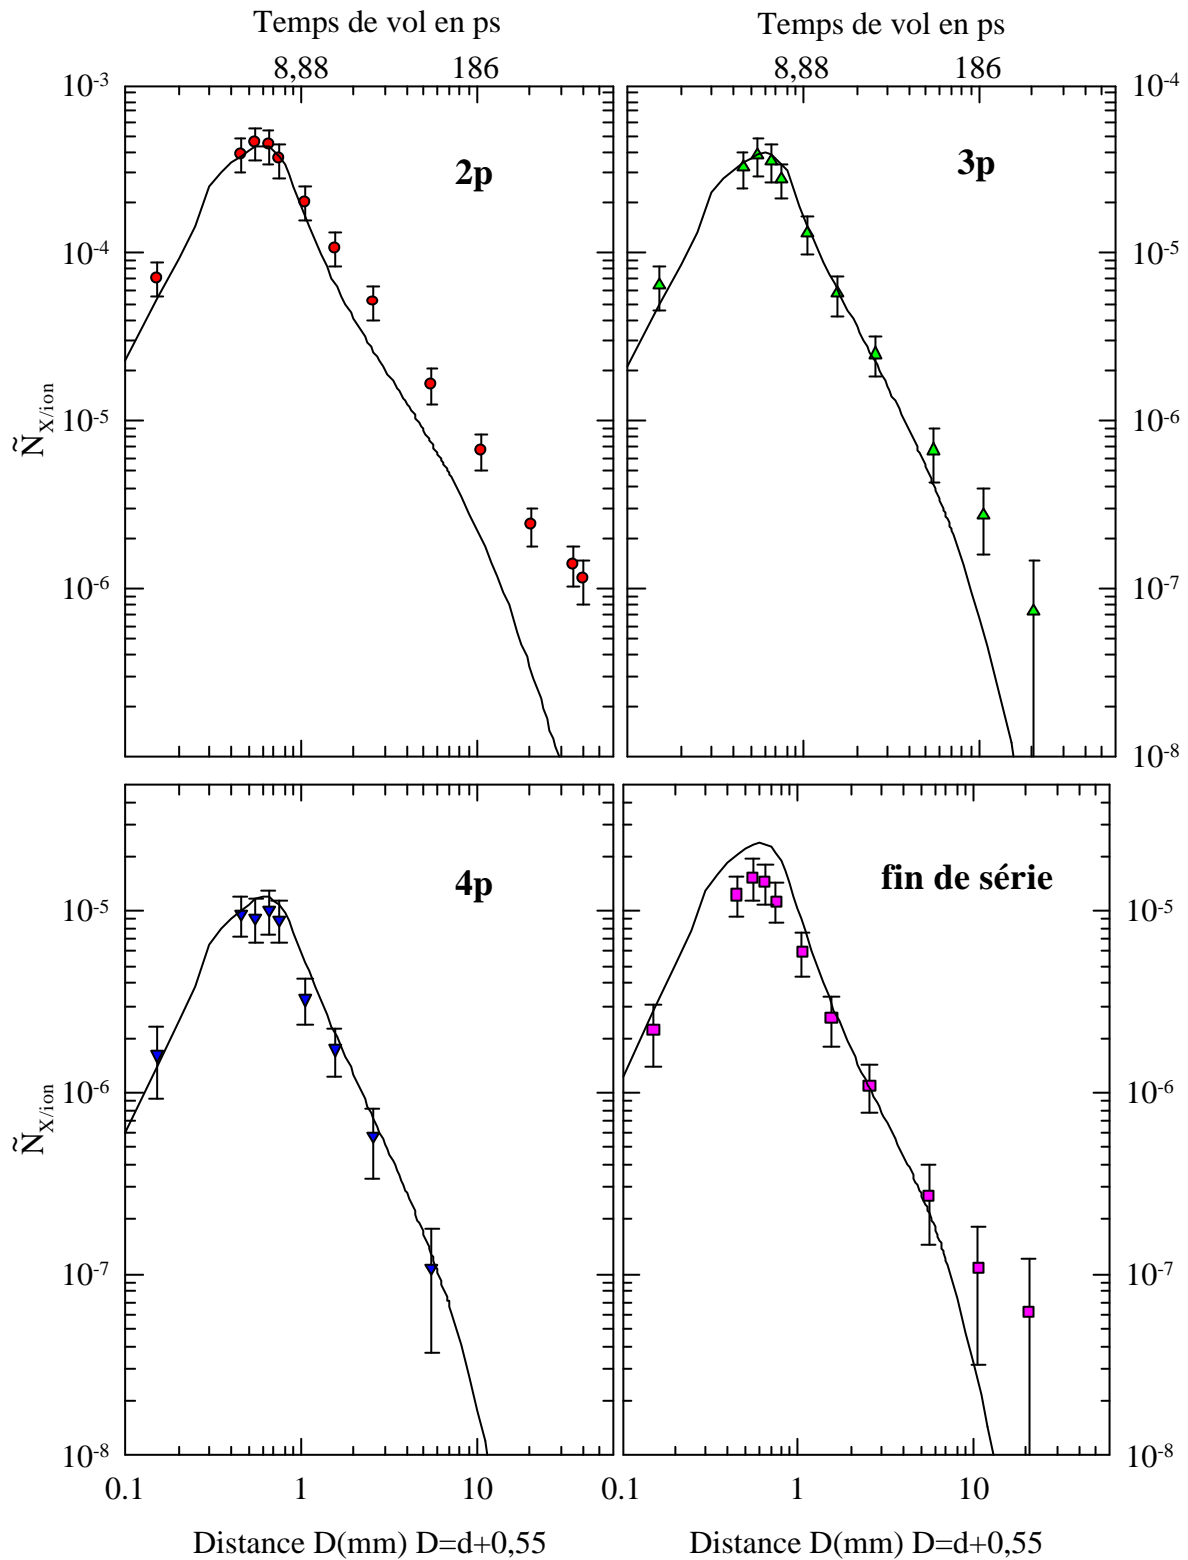 Temps de vol en ps Temps de vol en ps
8,88 186 8,88 186
10-3 10-4
2p 3p
10-4 10-5
10-5 10-6
ÑX/ion
10-6 10-7
10-8
4p fin de série
10-5 10-5
10-6 10-6
ÑX/ion
10-7 10-7
10-8 10-8
0.1 1 10 0.1 1 10
Distance D(mm) D=d+0,55 Distance D(mm) D=d+0,55